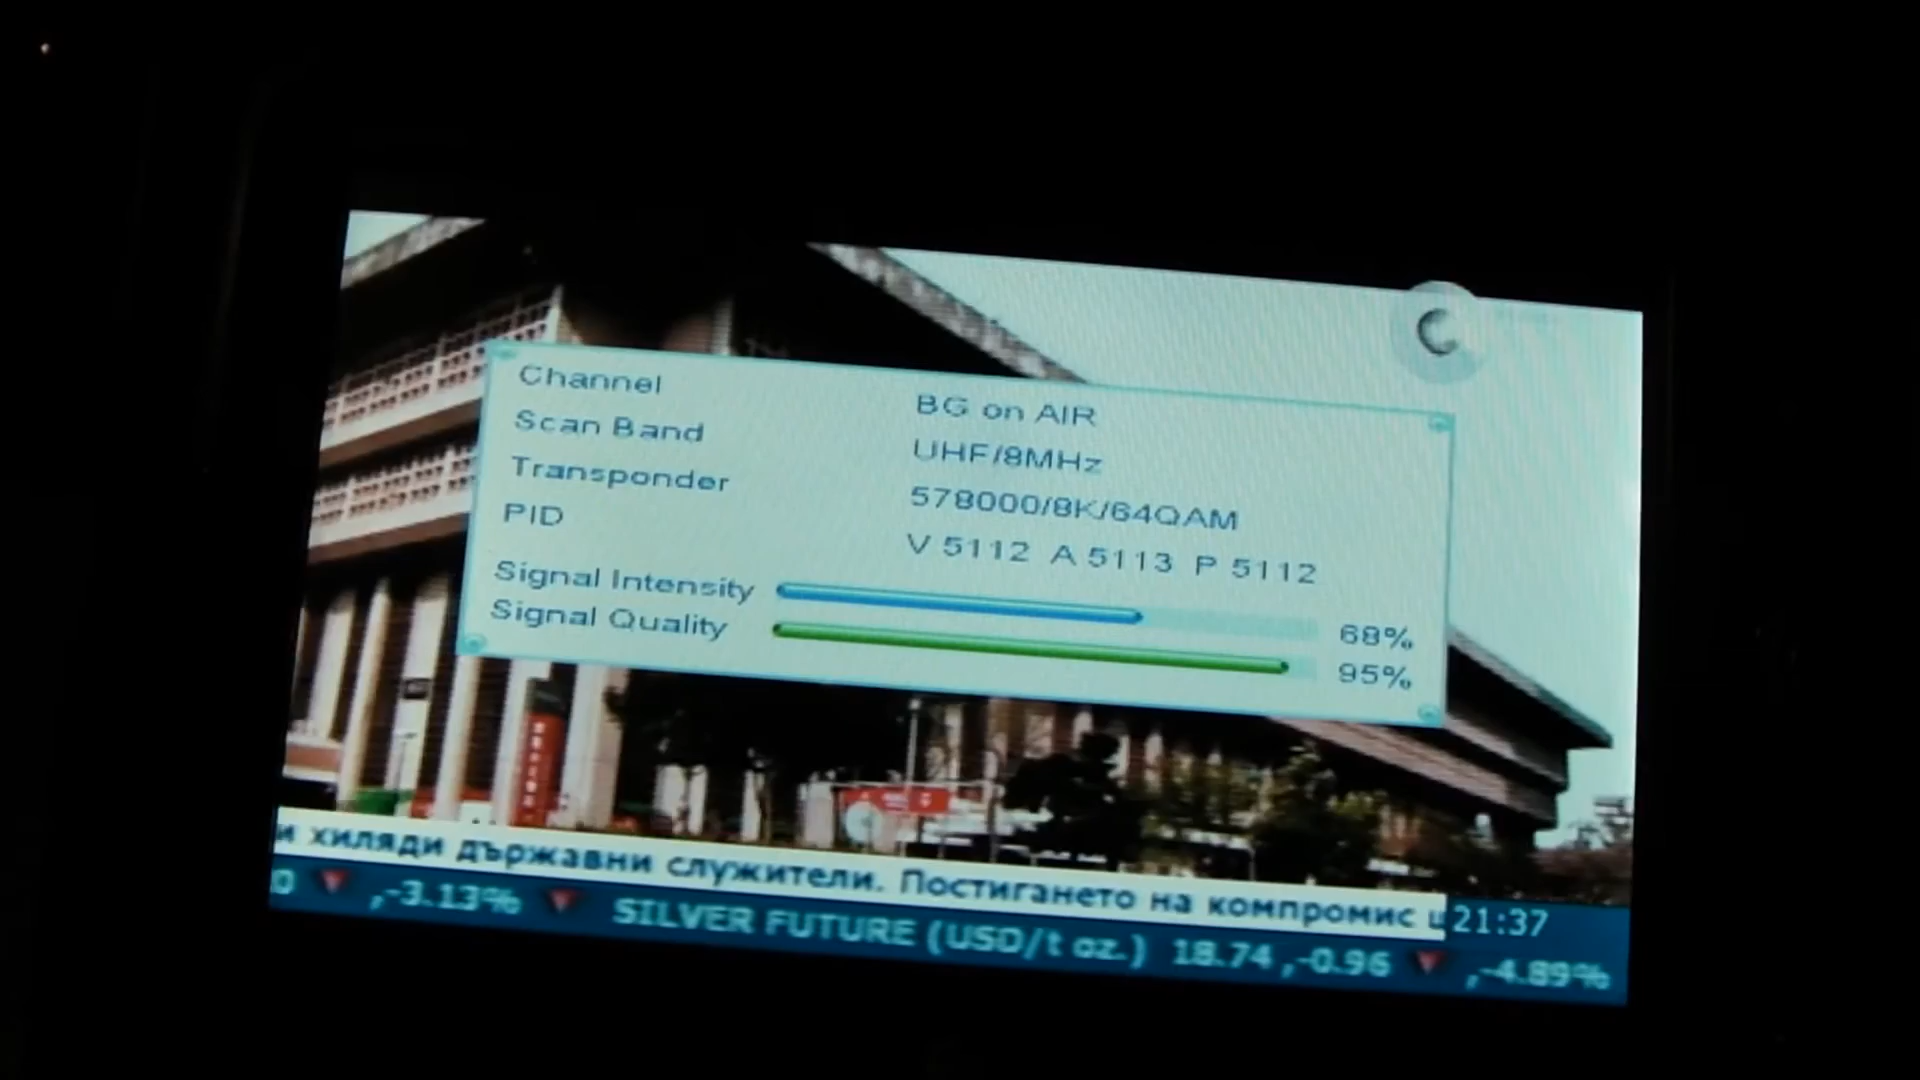 Channel BG on AIR
Scan Band UHF/8MHz
Transponder 578000/8K/64QAM
PID V 5112 A 5113 P 5112
Signal Intensity 68%
Signal Quality 95%
и хиляди държавни служители. Постигането на компромис
21:37
0 ,-3.13% SILVER FUTURE (USD/t oz.) 18.74 ,-0.96 ,-4.89%